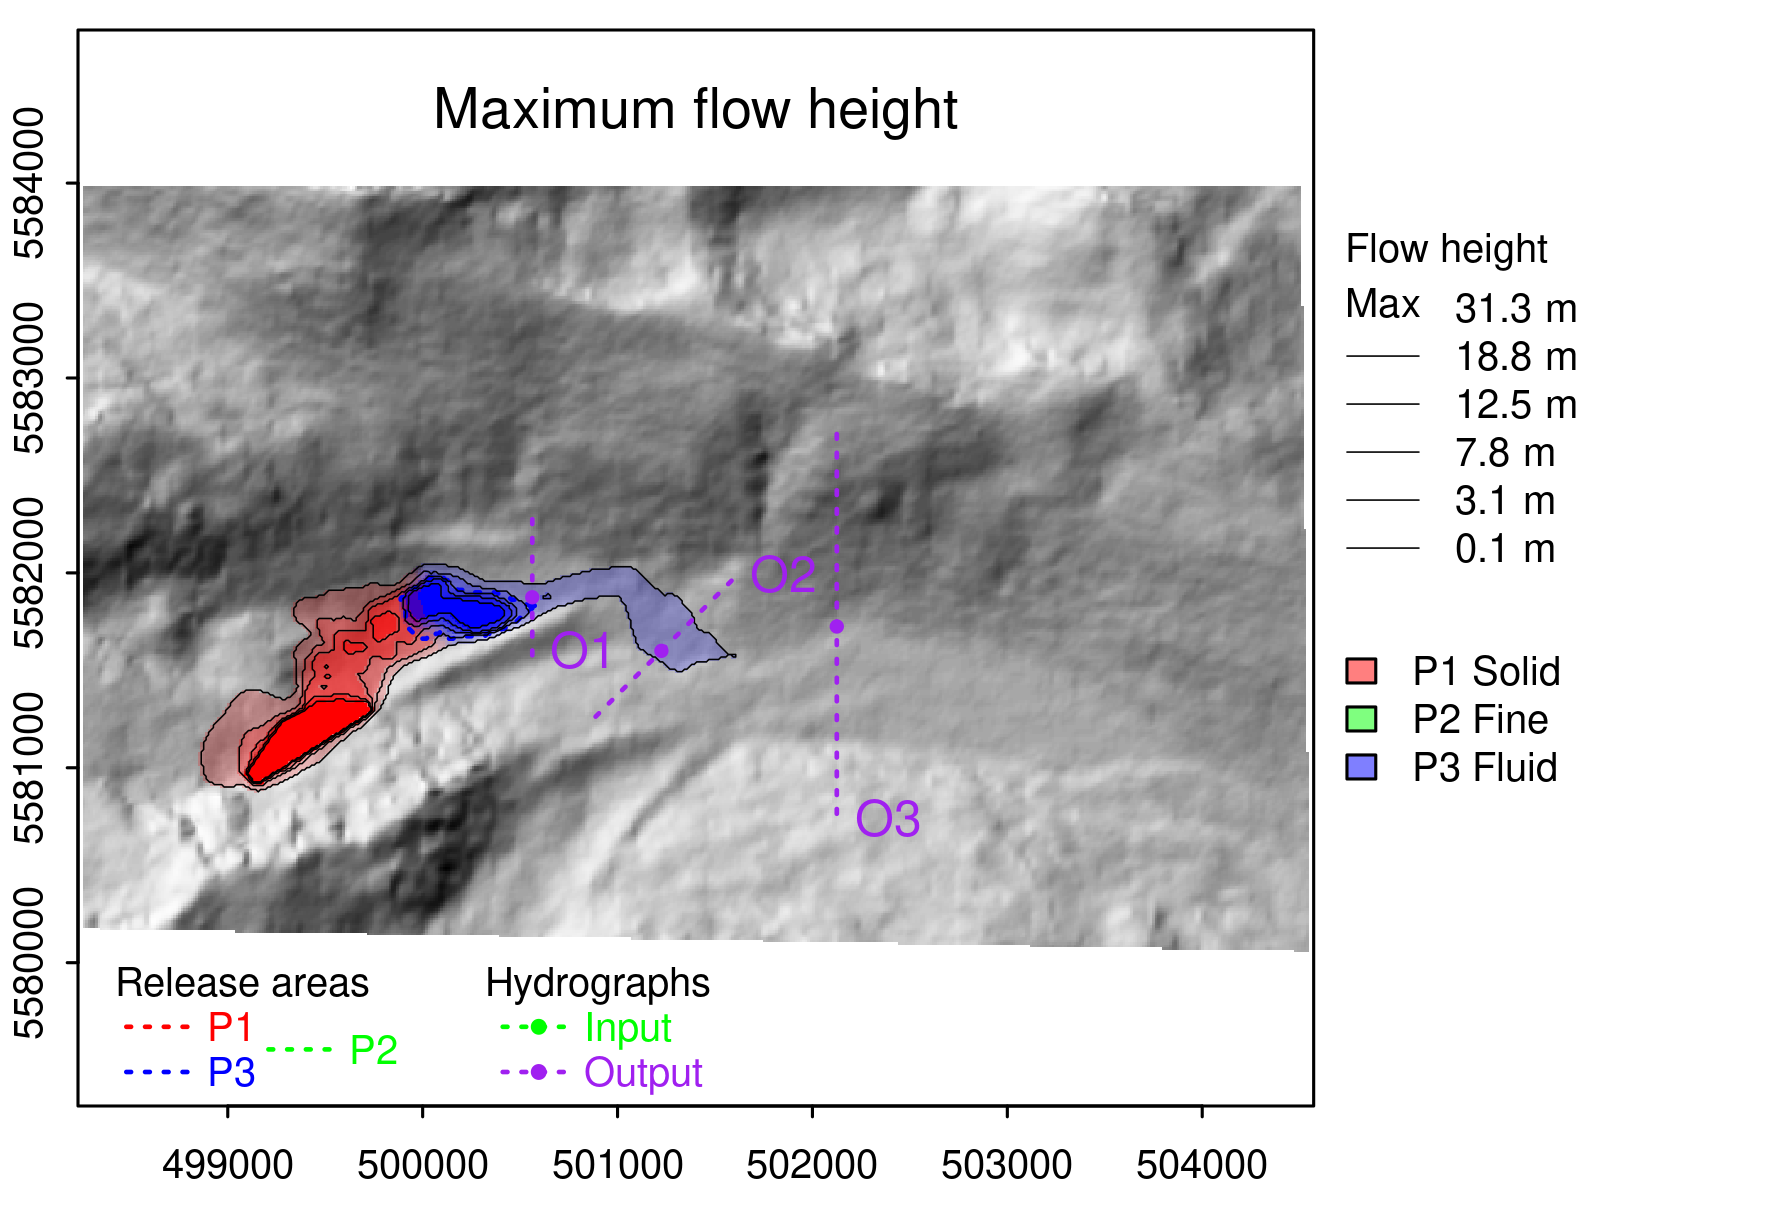 Maximum flow height
5584000
5583000
5582000
5581000
5580000
O1
O2
O3
Flow height
Max 31.3 m
18.8 m
12.5 m
7.8 m
3.1 m
0.1 m
P1 Solid
P2 Fine
P3 Fluid
Release areas
P1
P2
P3
Hydrographs
Input
Output
499000 500000 501000 502000 503000 504000